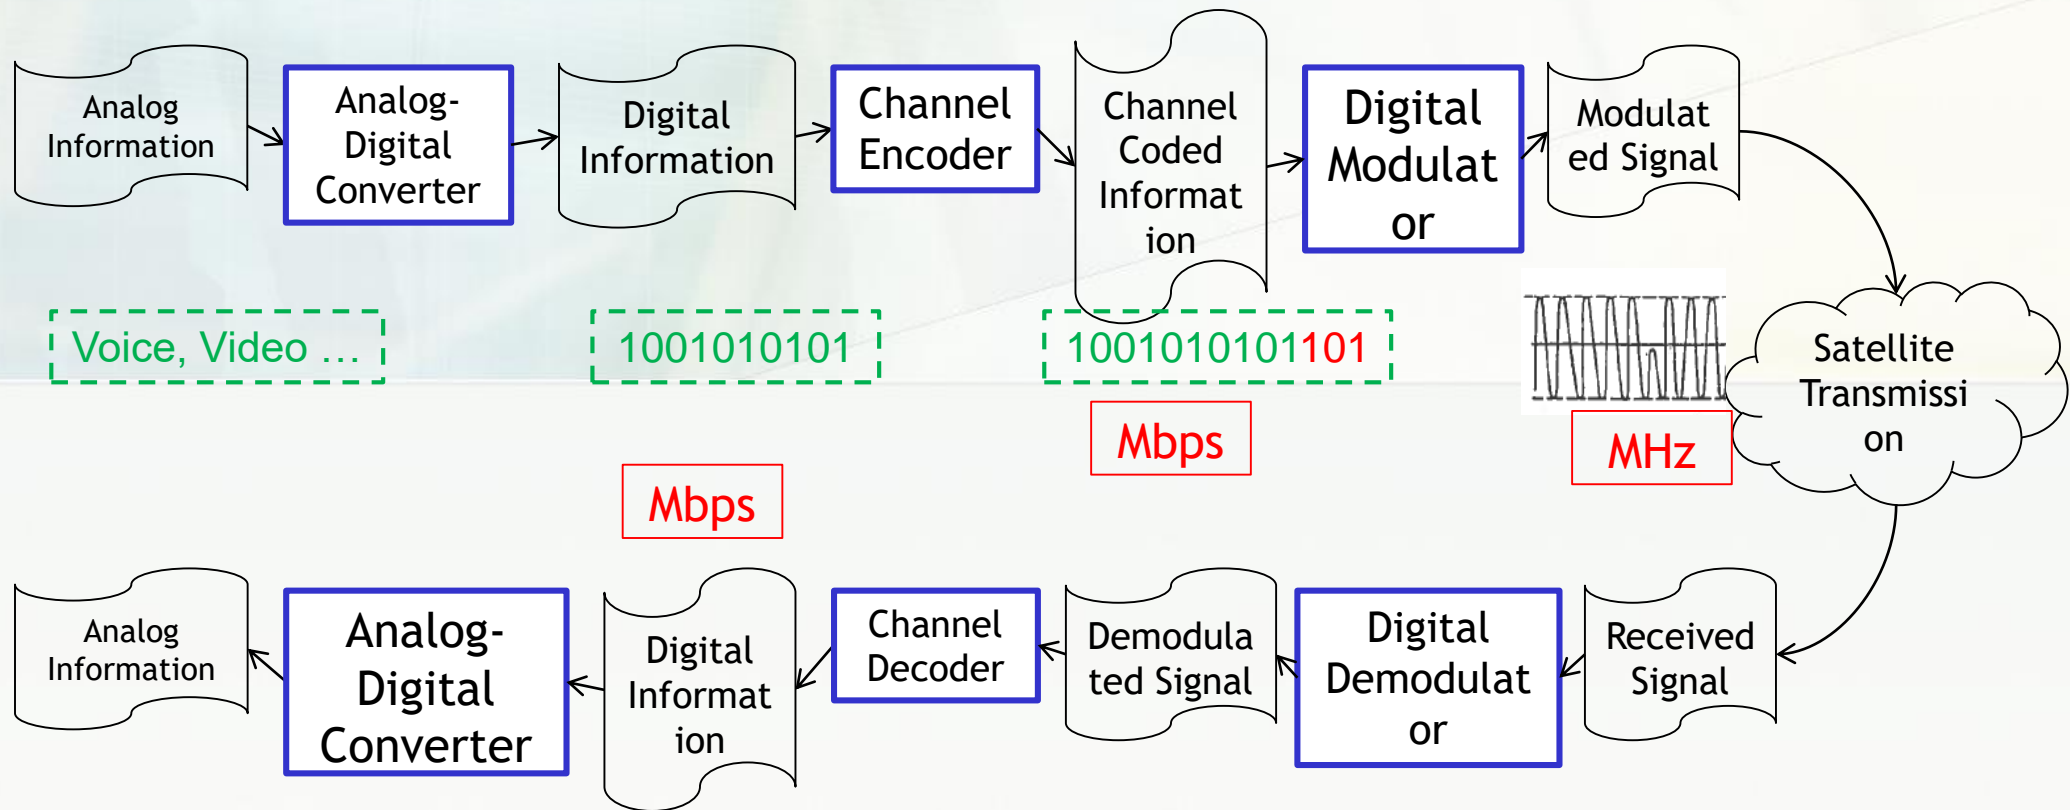 Analog
Information
Analog-
Digital
Converter
Digital
Information
Channel
Encoder
Channel
Coded
Informat
ion
Digital
Modulat
or
Modulat
ed Signal
Voice, Video …
1001010101
1001010101101
Satellite
Transmissi
on
Mbps
Mbps
MHz
Analog
Information
Analog-
Digital
Converter
Digital
Informat
ion
Channel
Decoder
Demodula
ted Signal
Digital
Demodulat
or
Received
Signal